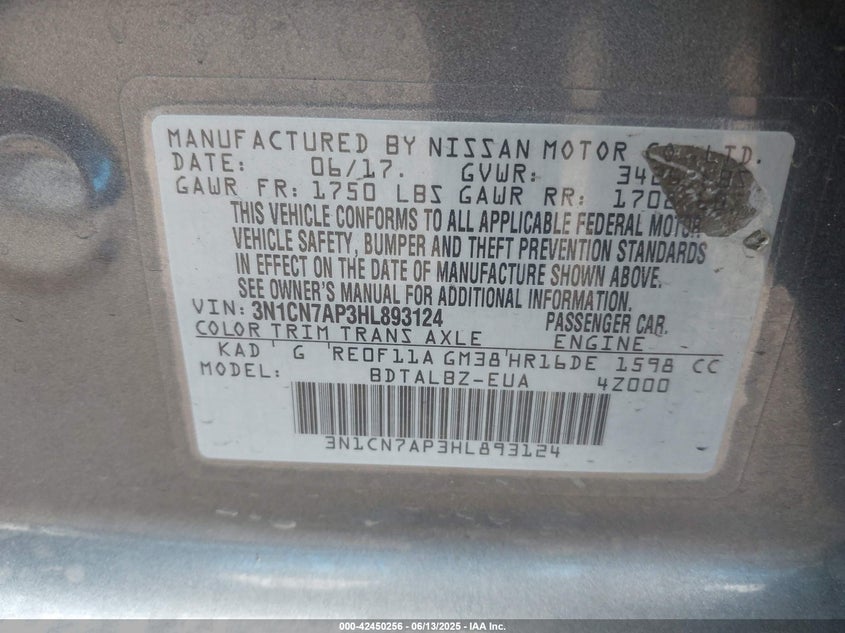 MANUFACTURED BY NISSAN MOTOR CO., LTD.
DATE: 06/17. GVWR:
GAWR FR: 1750 LBS GAWR RR:
THIS VEHICLE CONFORMS TO ALL APPLICABLE FEDERAL MOTOR
VEHICLE SAFETY, BUMPER AND THEFT PREVENTION STANDARDS
IN EFFECT ON THE DATE OF MANUFACTURE SHOWN ABOVE.
SEE OWNER'S MANUAL FOR ADDITIONAL INFORMATION.
VIN: 3N1CN7AP3HL893124 PASSENGER CAR.
COLOR TRIM TRANS AXLE ENGINE
KAD G RE0F11A GM38 HR16DE 1598 CC
MODEL: BDTALBZ-EUA 4Z000
3N1CN7AP3HL893124
000-42450256 - 06/13/2025 - IAA Inc.